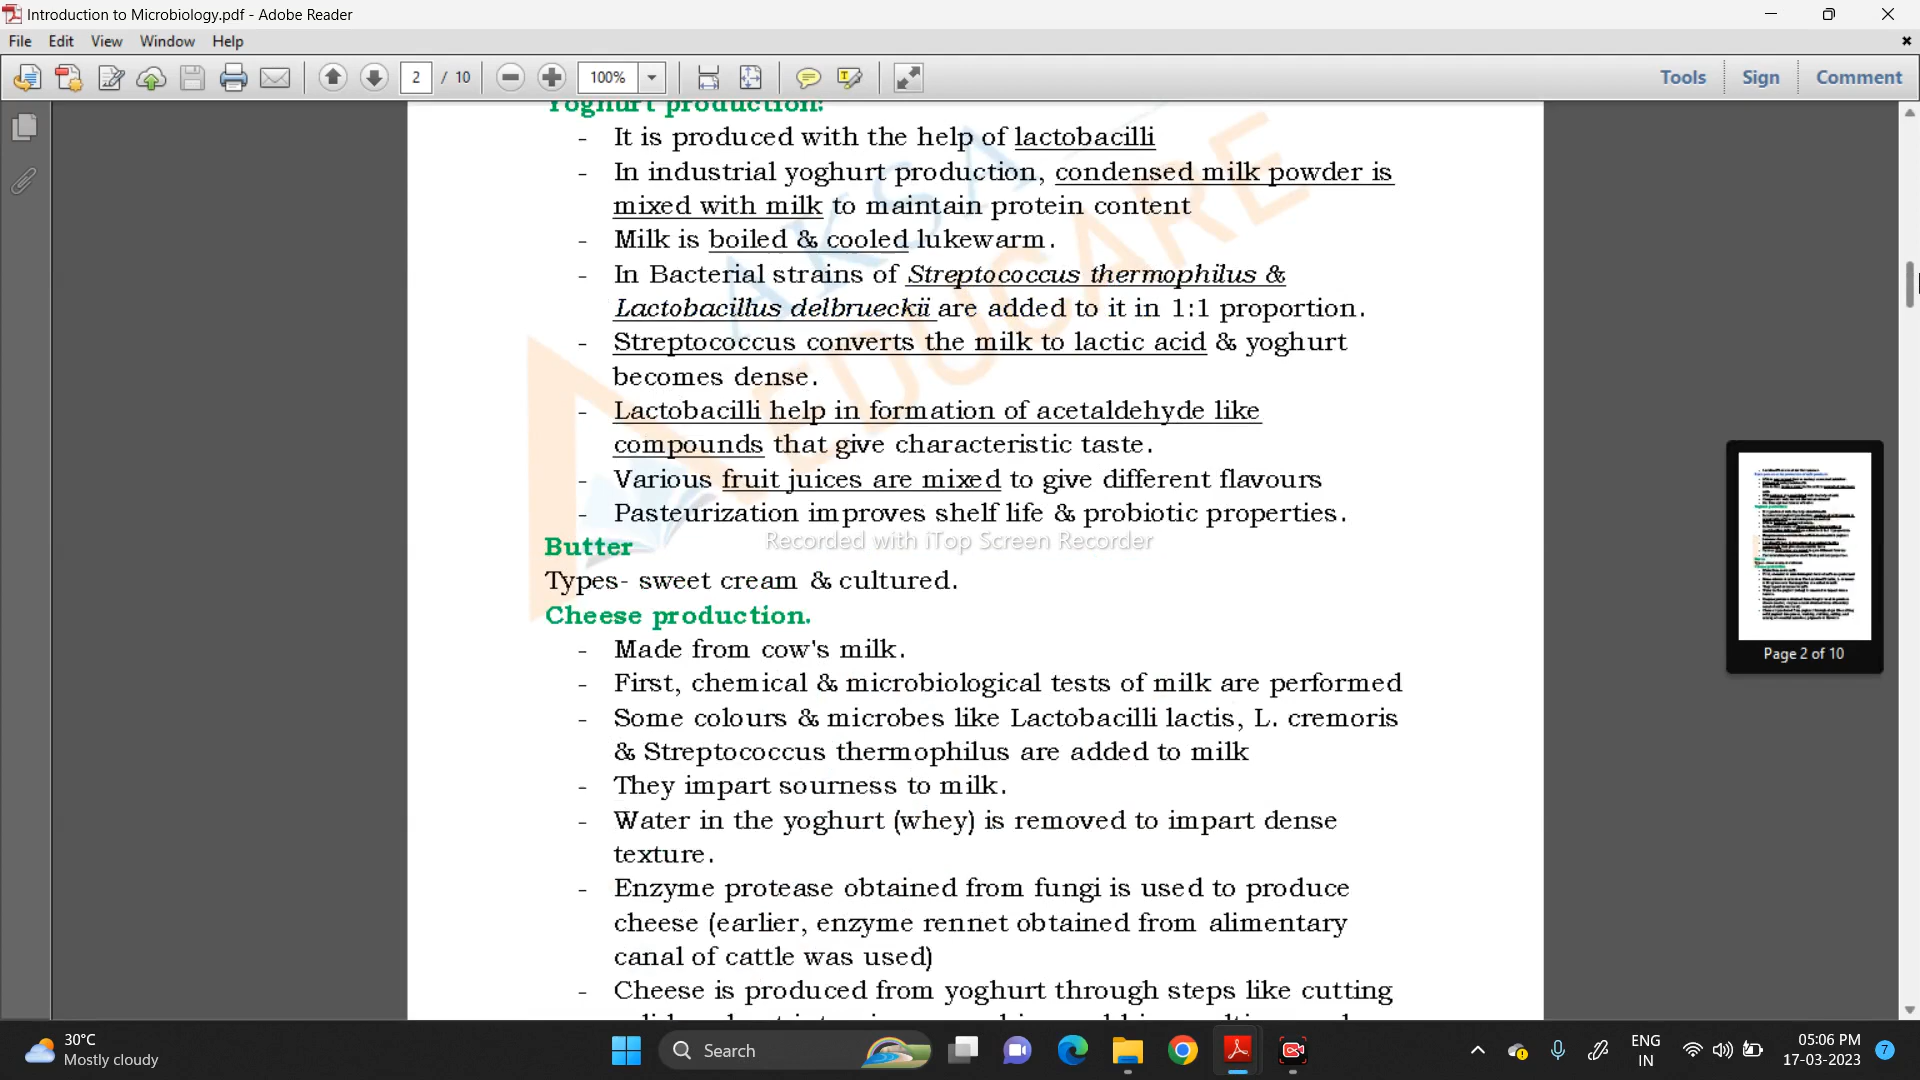 Introduction to Microbiology.pdf - Adobe Reader
File Edit View Window Help
2 / 10 100% Tools Sign Comment
Yoghurt production:
- It is produced with the help of lactobacilli
- In industrial yoghurt production, condensed milk powder is
mixed with milk to maintain protein content
- Milk is boiled & cooled lukewarm.
- In Bacterial strains of Streptococcus thermophilus &
Lactobacillus delbrueckii are added to it in 1:1 proportion.
- Streptococcus converts the milk to lactic acid & yoghurt
becomes dense.
- Lactobacilli help in formation of acetaldehyde like
compounds that give characteristic taste.
- Various fruit juices are mixed to give different flavours
- Pasteurization improves shelf life & probiotic properties.
Recorded with iTop Screen Recorder
Butter
Types- sweet cream & cultured.
Cheese production.
- Made from cow's milk.
- First, chemical & microbiological tests of milk are performed
- Some colours & microbes like Lactobacilli lactis, L. cremoris
& Streptococcus thermophilus are added to milk
- They impart sourness to milk.
- Water in the yoghurt (whey) is removed to impart dense
texture.
- Enzyme protease obtained from fungi is used to produce
cheese (earlier, enzyme rennet obtained from alimentary
canal of cattle was used)
- Cheese is produced from yoghurt through steps like cutting
AKSA
EDUCARE
Page 2 of 10
30°C
Mostly cloudy
Search
ENG
IN
05:06 PM
17-03-2023
7